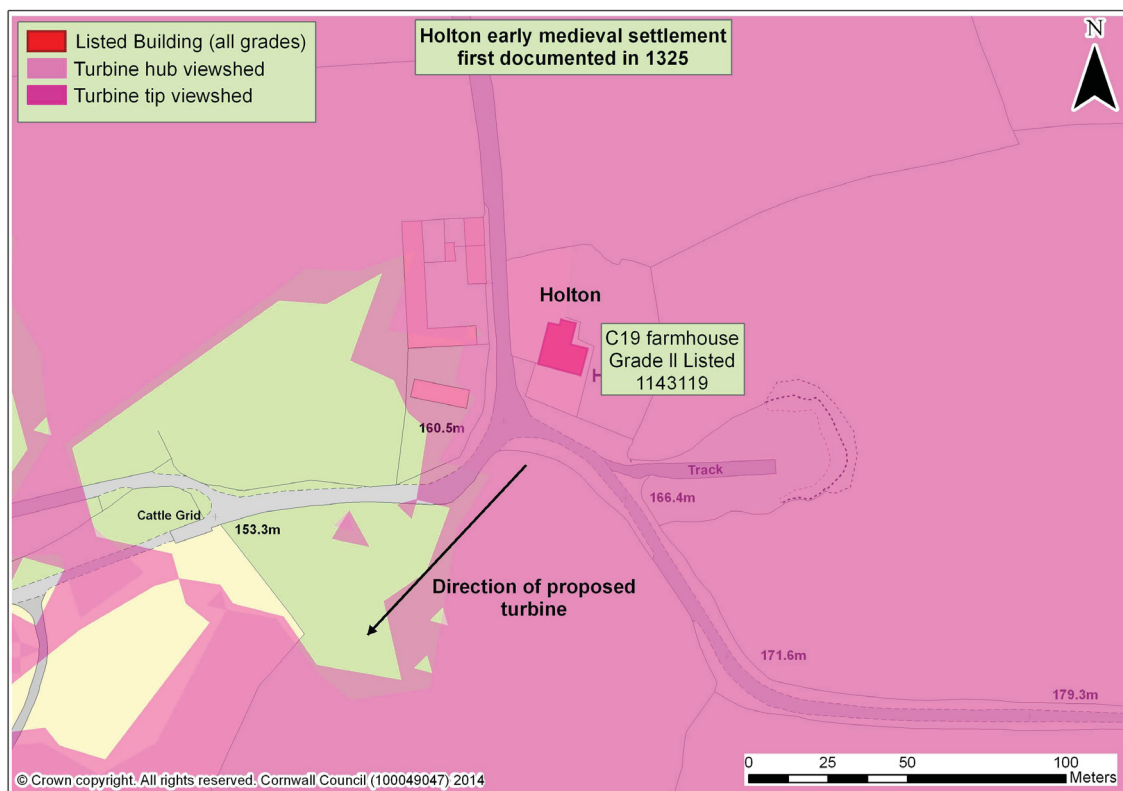 Listed Building (all grades)
Turbine hub viewshed
Turbine tip viewshed
Holton early medieval settlement
first documented in 1325
N
Holton
C19 farmhouse
Grade II Listed
1143119
160.5m
Track
166.4m
Cattle Grid
153.3m
Direction of proposed
turbine
171.6m
179.3m
© Crown copyright. All rights reserved. Cornwall Council (100049047) 2014
0 25 50 100
Meters